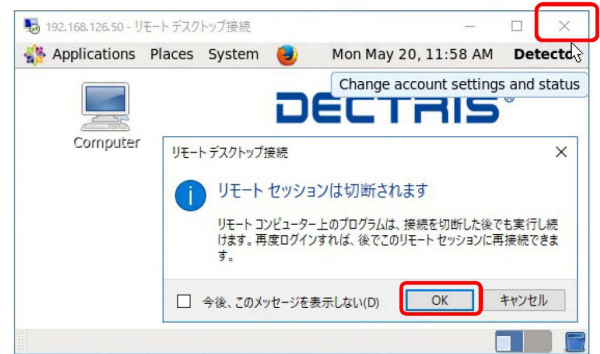 192.168.126.50 - リモート デスクトップ接続
Applications Places System Mon May 20, 11:58 AM Detecto
Change account settings and status
DECTRIS®
Computer
リモート デスクトップ接続
リモート セッションは切断されます
リモート コンピューター上のプログラムは、接続を切断した後でも実行し続
けます。再度ログインすれば、後でこのリモート セッションに再接続できま
す。
今後、このメッセージを表示しない(D)
OK
キャンセル